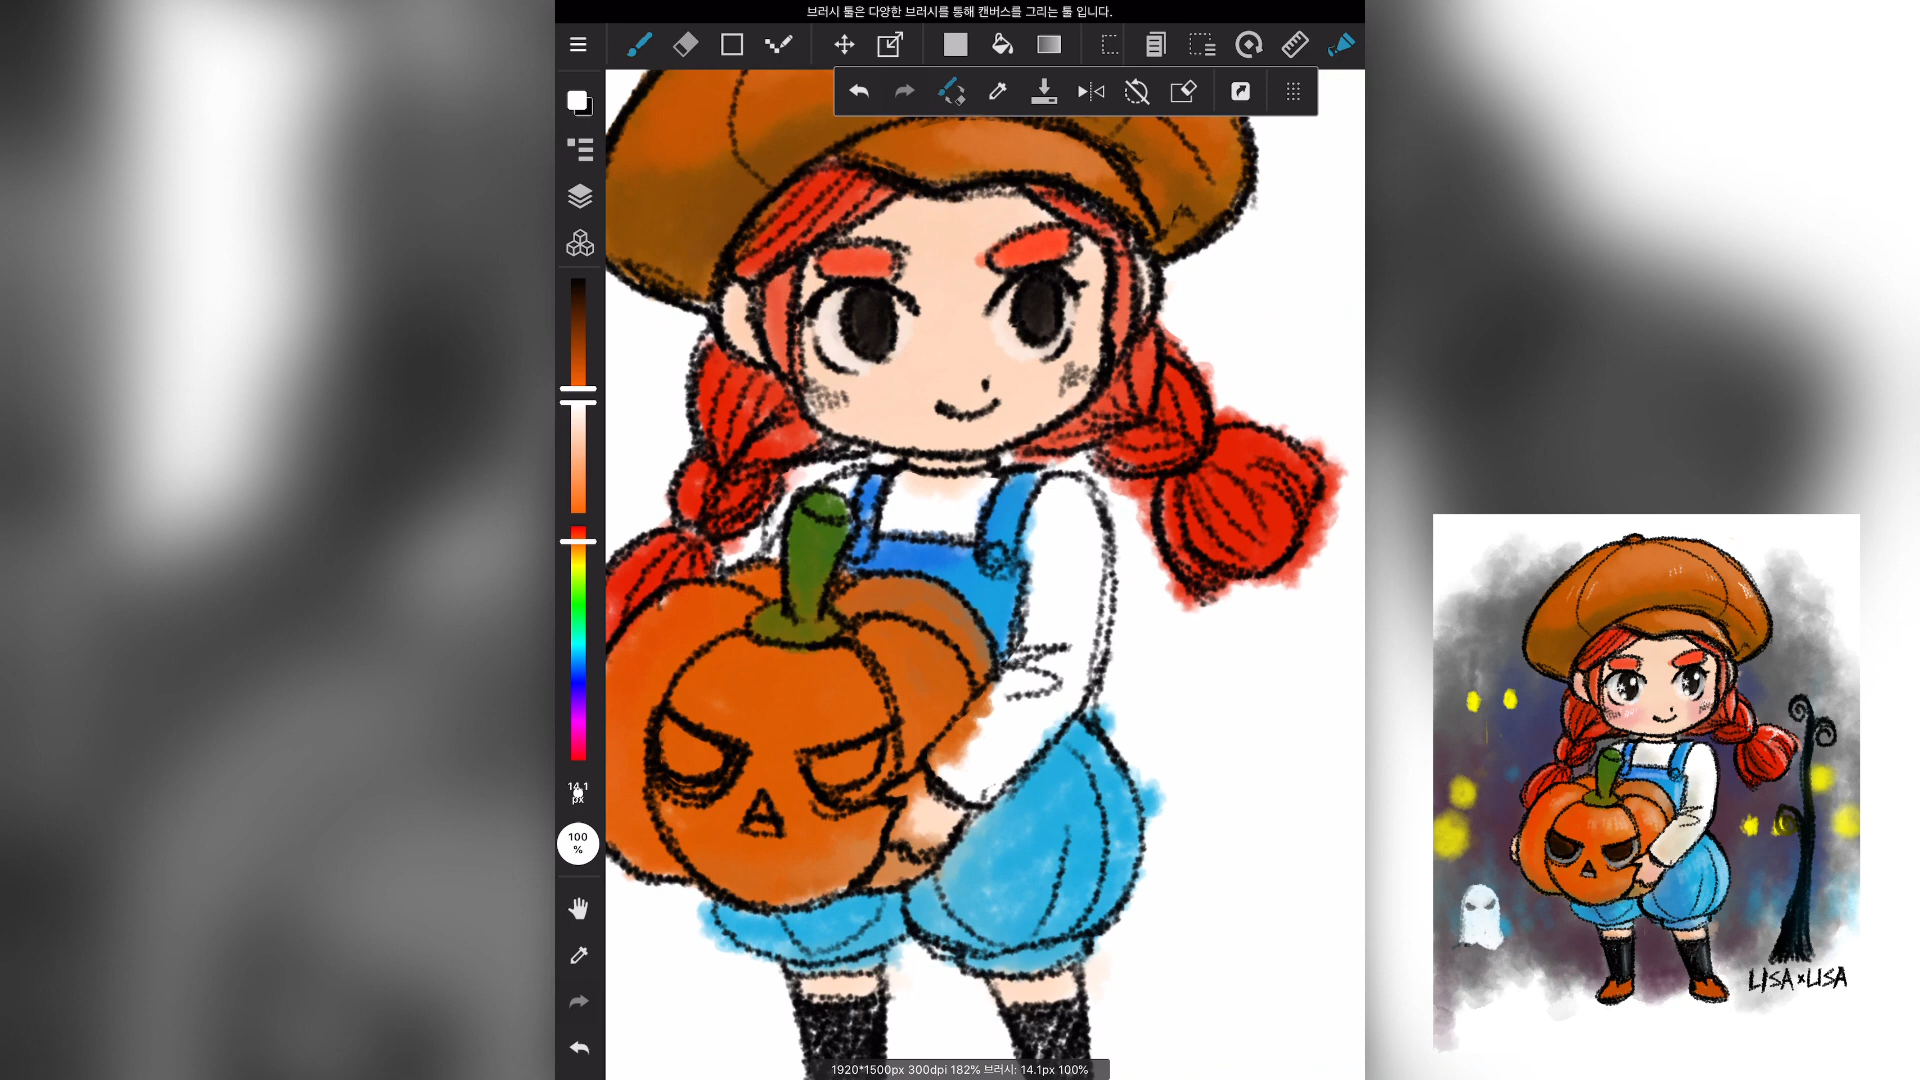 브러시 툴은 다양한 브러시를 통해 캔버스를 그리는 툴 입니다.
14.1
px
100
%
LISA×LISA
1920*1500px 300dpi 182% 브러시: 14.1px 100%